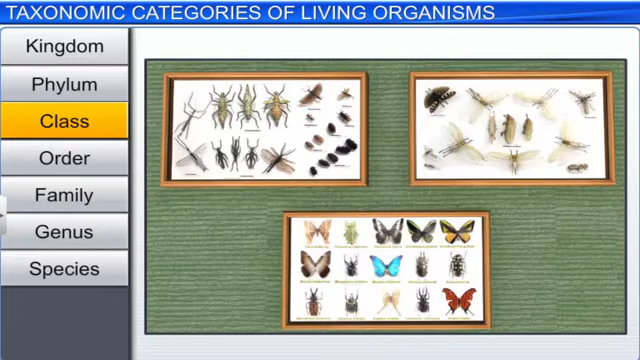 TAXONOMIC CATEGORIES OF LIVING ORGANISMS
Kingdom
Phylum
Class
Order
Family
Genus
Species